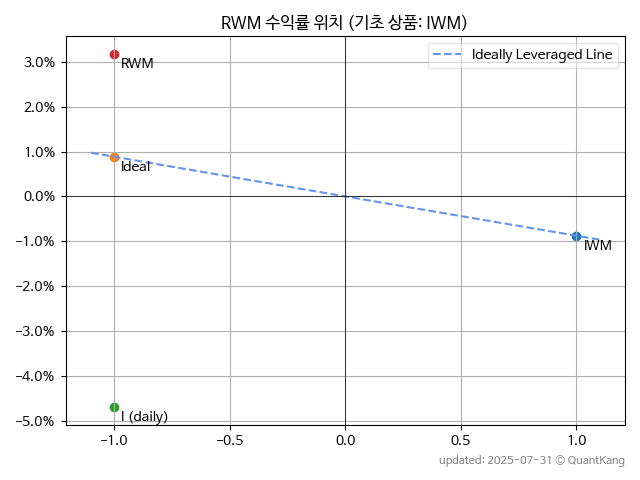 RWM 수익률 위치 (기초 상품: IWM)
Ideally Leveraged Line
3.0%
RWM
2.0%
1.0%
Ideal
0.0%
−1.0%
IWM
−2.0%
−3.0%
−4.0%
I (daily)
−5.0%
−1.0 −0.5 0.0 0.5 1.0
updated: 2025-07-31 © QuantKang